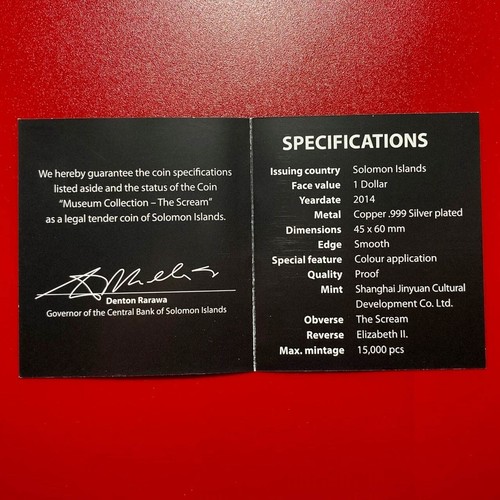 We hereby guarantee the coin specifications
listed aside and the status of the Coin
“Museum Collection – The Scream”
as a legal tender coin of Solomon Islands.
Denton Rarawa
Governor of the Central Bank of Solomon Islands
SPECIFICATIONS
Issuing country Solomon Islands
Face value 1 Dollar
Yeardate 2014
Metal Copper .999 Silver plated
Dimensions 45 x 60 mm
Edge Smooth
Special feature Colour application
Quality Proof
Mint Shanghai Jinyuan Cultural
Development Co. Ltd.
Obverse The Scream
Reverse Elizabeth II.
Max. mintage 15,000 pcs